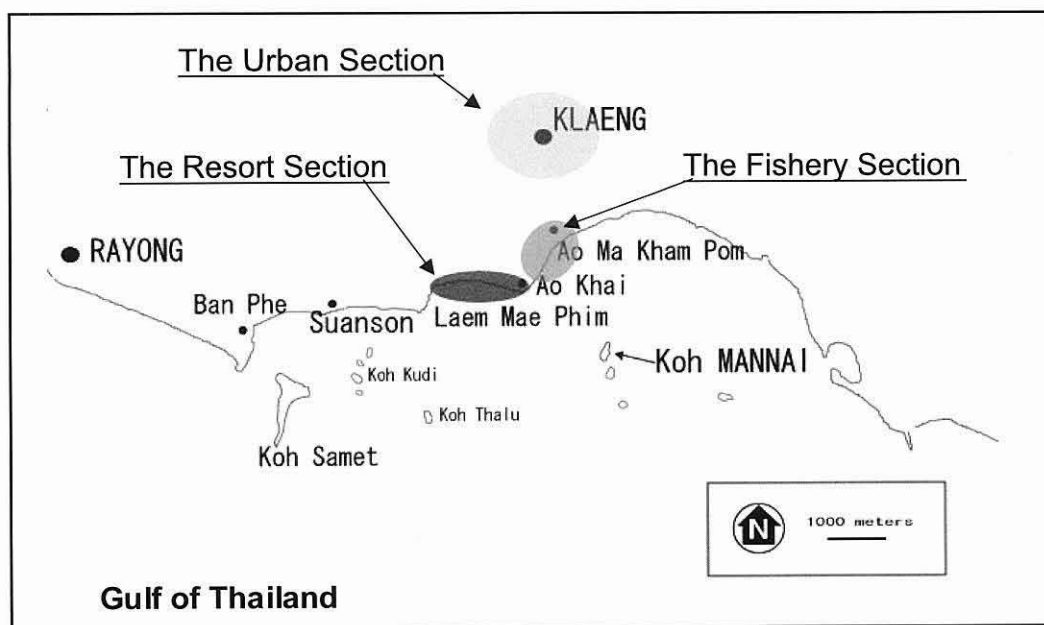 The Urban Section
KLAENG
The Resort Section
The Fishery Section
RAYONG
Ao Ma Kham Pom
Ao Khai
Ban Phe
Suanson
Laem Mae Phim
Koh MANNAI
Koh Kudi
Koh Thalu
Koh Samet
N
1000 meters
Gulf of Thailand